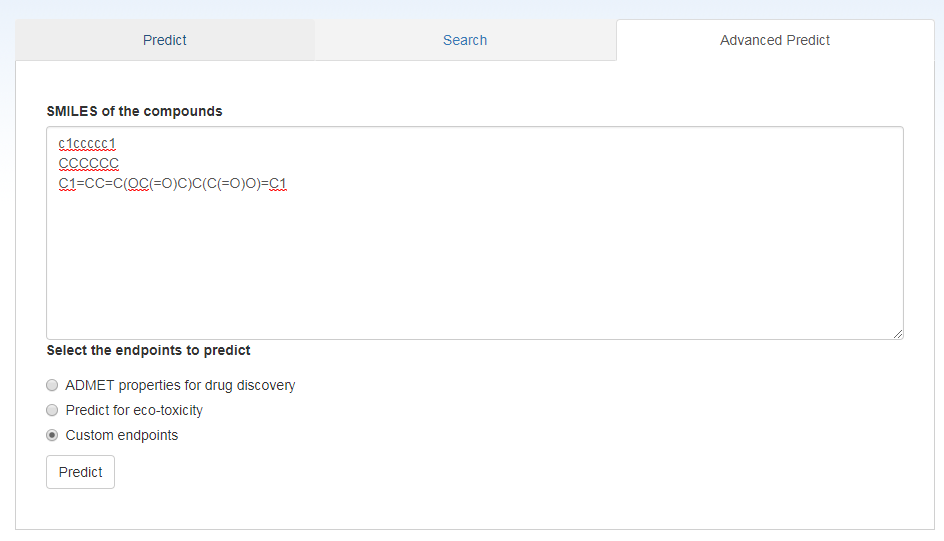 Predict Search Advanced Predict
SMILES of the compounds
c1ccccc1
CCCCCC
C1=CC=C(OC(=O)C)C(C(=O)O)=C1
Select the endpoints to predict
ADMET properties for drug discovery
Predict for eco-toxicity
Custom endpoints
Predict